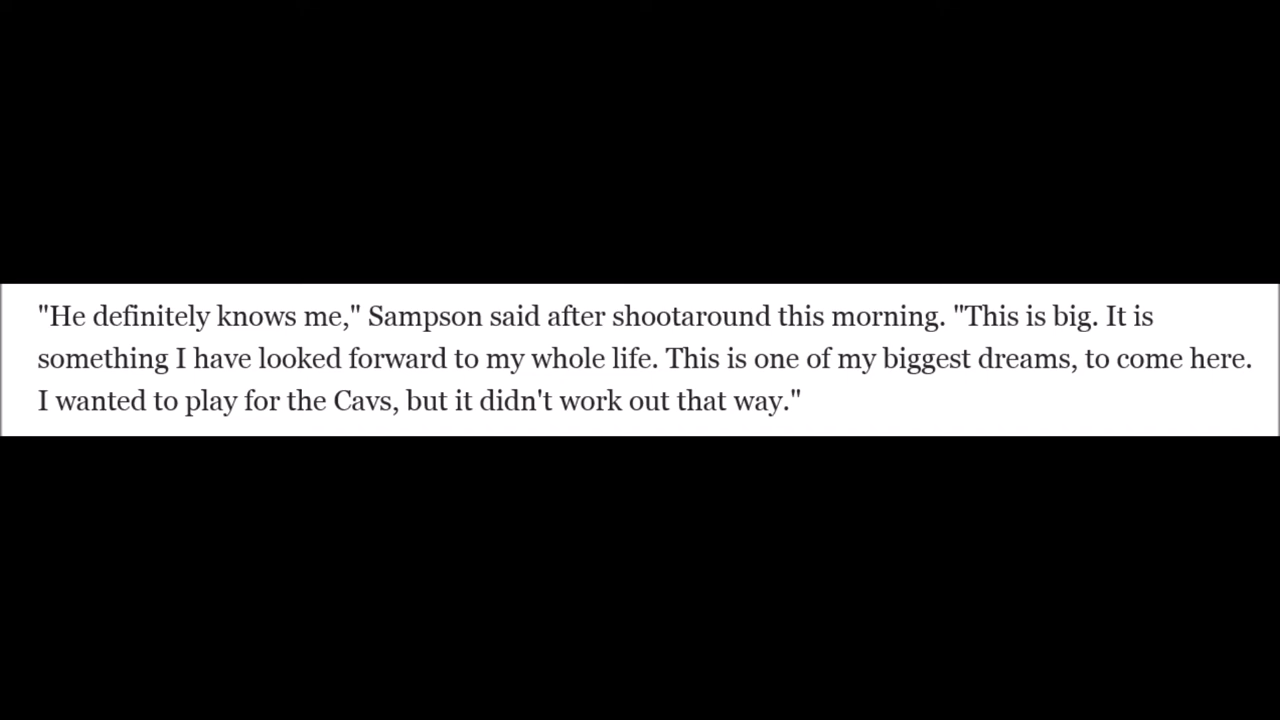 "He definitely knows me," Sampson said after shootaround this morning. "This is big. It is
something I have looked forward to my whole life. This is one of my biggest dreams, to come here.
I wanted to play for the Cavs, but it didn't work out that way."